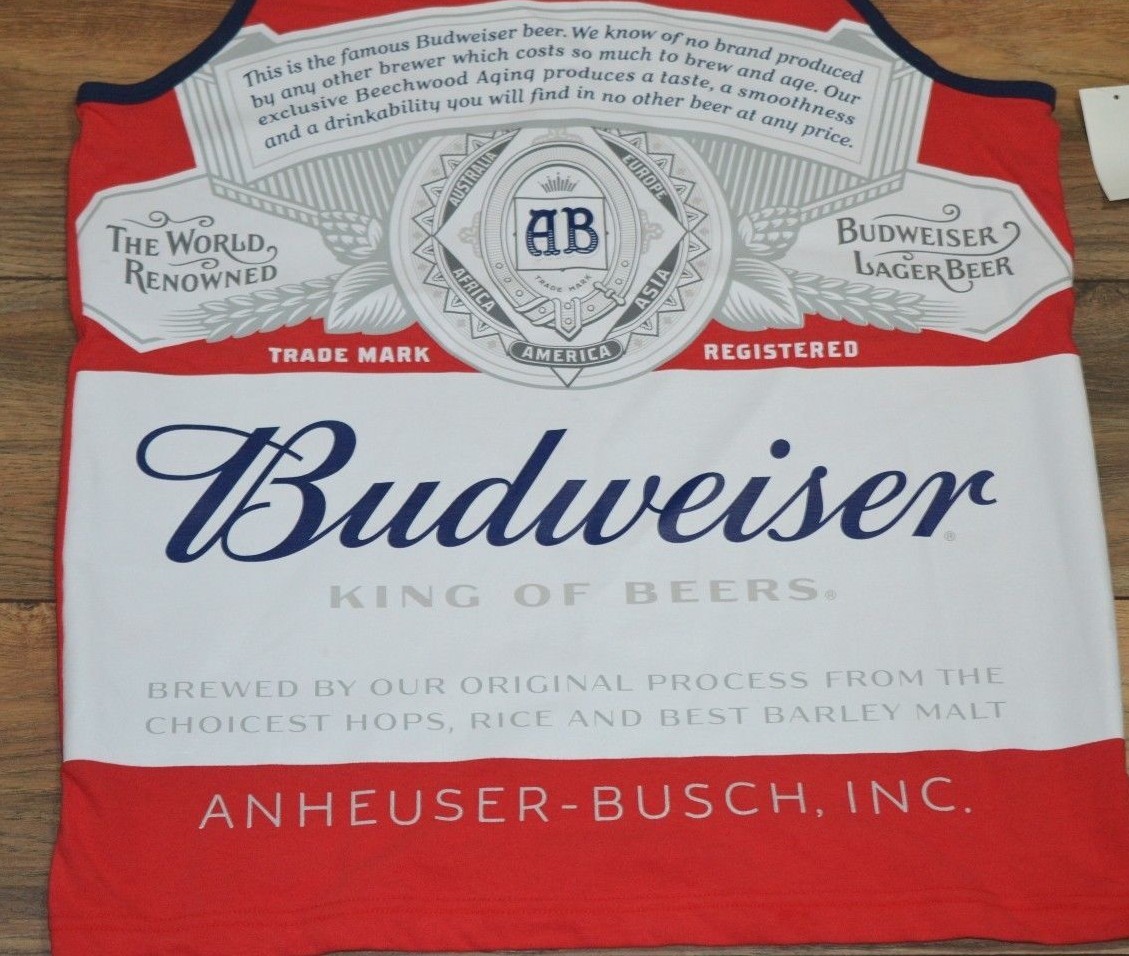 This is the famous Budweiser beer. We know of no brand produced
by any other brewer which costs so much to brew and age. Our
exclusive Beechwood Aging produces a taste, a smoothness
and a drinkability you will find in no other beer at any price.
AUSTRALIA
EUROPE
AB
TRADE MARK
AFRICA
ASIA
AMERICA
THE WORLD
RENOWNED
BUDWEISER
LAGER BEER
TRADE MARK
REGISTERED
Budweiser®
KING OF BEERS®
BREWED BY OUR ORIGINAL PROCESS FROM THE
CHOICEST HOPS, RICE AND BEST BARLEY MALT
ANHEUSER-BUSCH, INC.